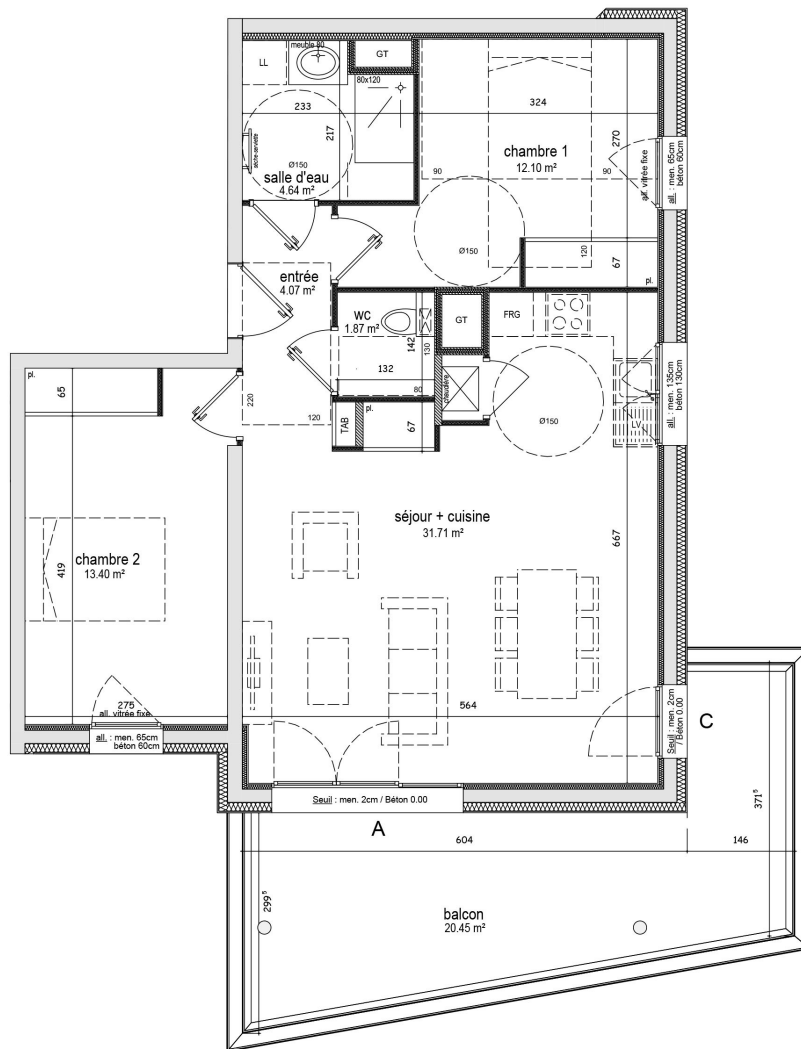 meuble 80
LL
GT
80x120
233
217
324
270
sèche-serviette
Ø150
salle d'eau
4.64 m²
chambre 1
12.10 m²
90
90
all. vitrée fixe
all. : men. 65cm
béton 60cm
Ø150
120
67
pl.
entrée
4.07 m²
WC
1.87 m²
142
130
132
80
GT
FRG
chaudière
Ø150
LV
all. : men. 135cm
béton 130cm
pl.
65
220
120
TAB
pl.
67
séjour + cuisine
31.71 m²
667
chambre 2
13.40 m²
419
275
all. vitrée fixe
all. : men. 65cm
béton 60cm
564
Seuil : men. 2cm
/ Béton 0.00
C
Seuil : men. 2cm / Béton 0.00
A
604
146
371⁵
299⁵
balcon
20.45 m²